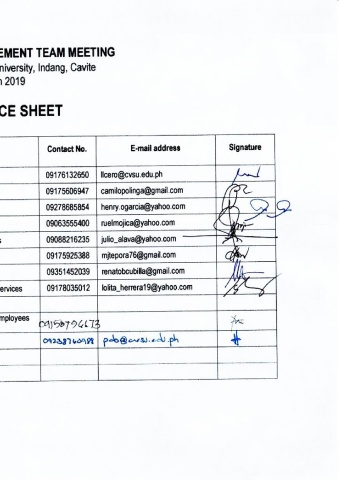 EMENT TEAM MEETING
niversity, Indang, Cavite
h 2019
CE SHEET
Contact No. E-mail address Signature
09176132650 llcero@cvsu.edu.ph
09175606947 camilopolinga@gmail.com
09278685854 henry.ogarcia@yahoo.com
09063555400 ruelmojica@yahoo.com
s 09088216235 julio_alava@yahoo.com
09175925388 mjtepora76@gmail.com
09351452039 renatobcubilla@gmail.com
ervices 09178035012 lolita_herrera19@yahoo.com
mployees
09158794673
09238760988 pab@cvsu.edu.ph